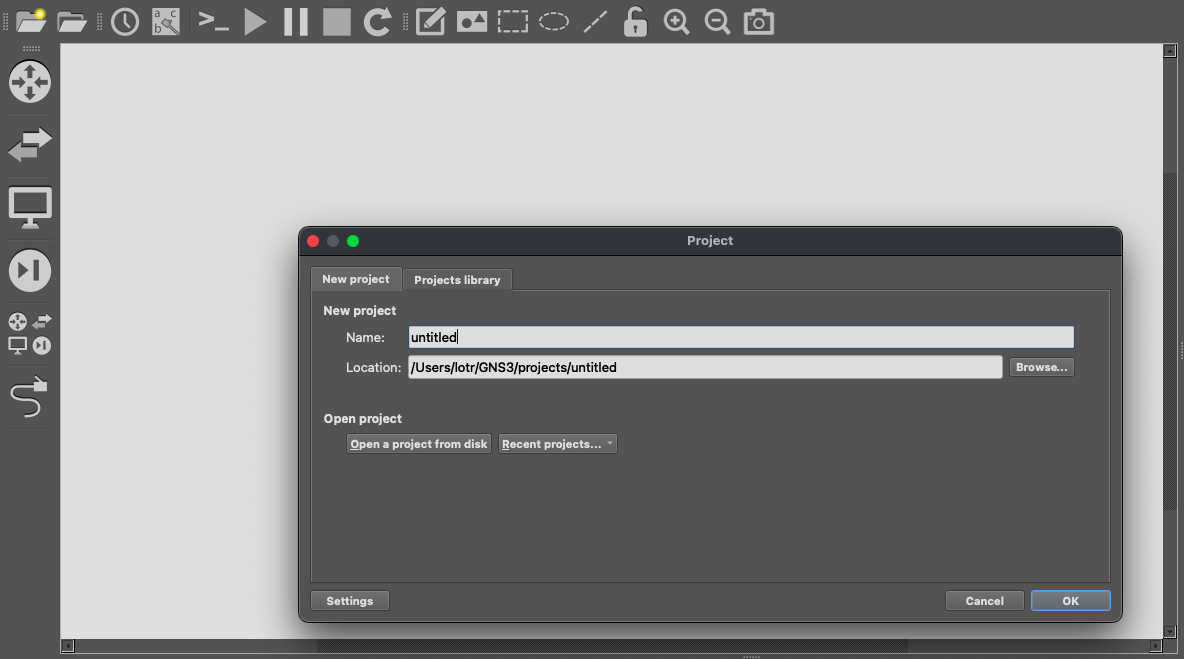 a c
b
>_
Project
New project Projects library
New project
Name: untitled
Location: /Users/lotr/GNS3/projects/untitled Browse...
Open project
Open a project from disk Recent projects...
Settings Cancel OK